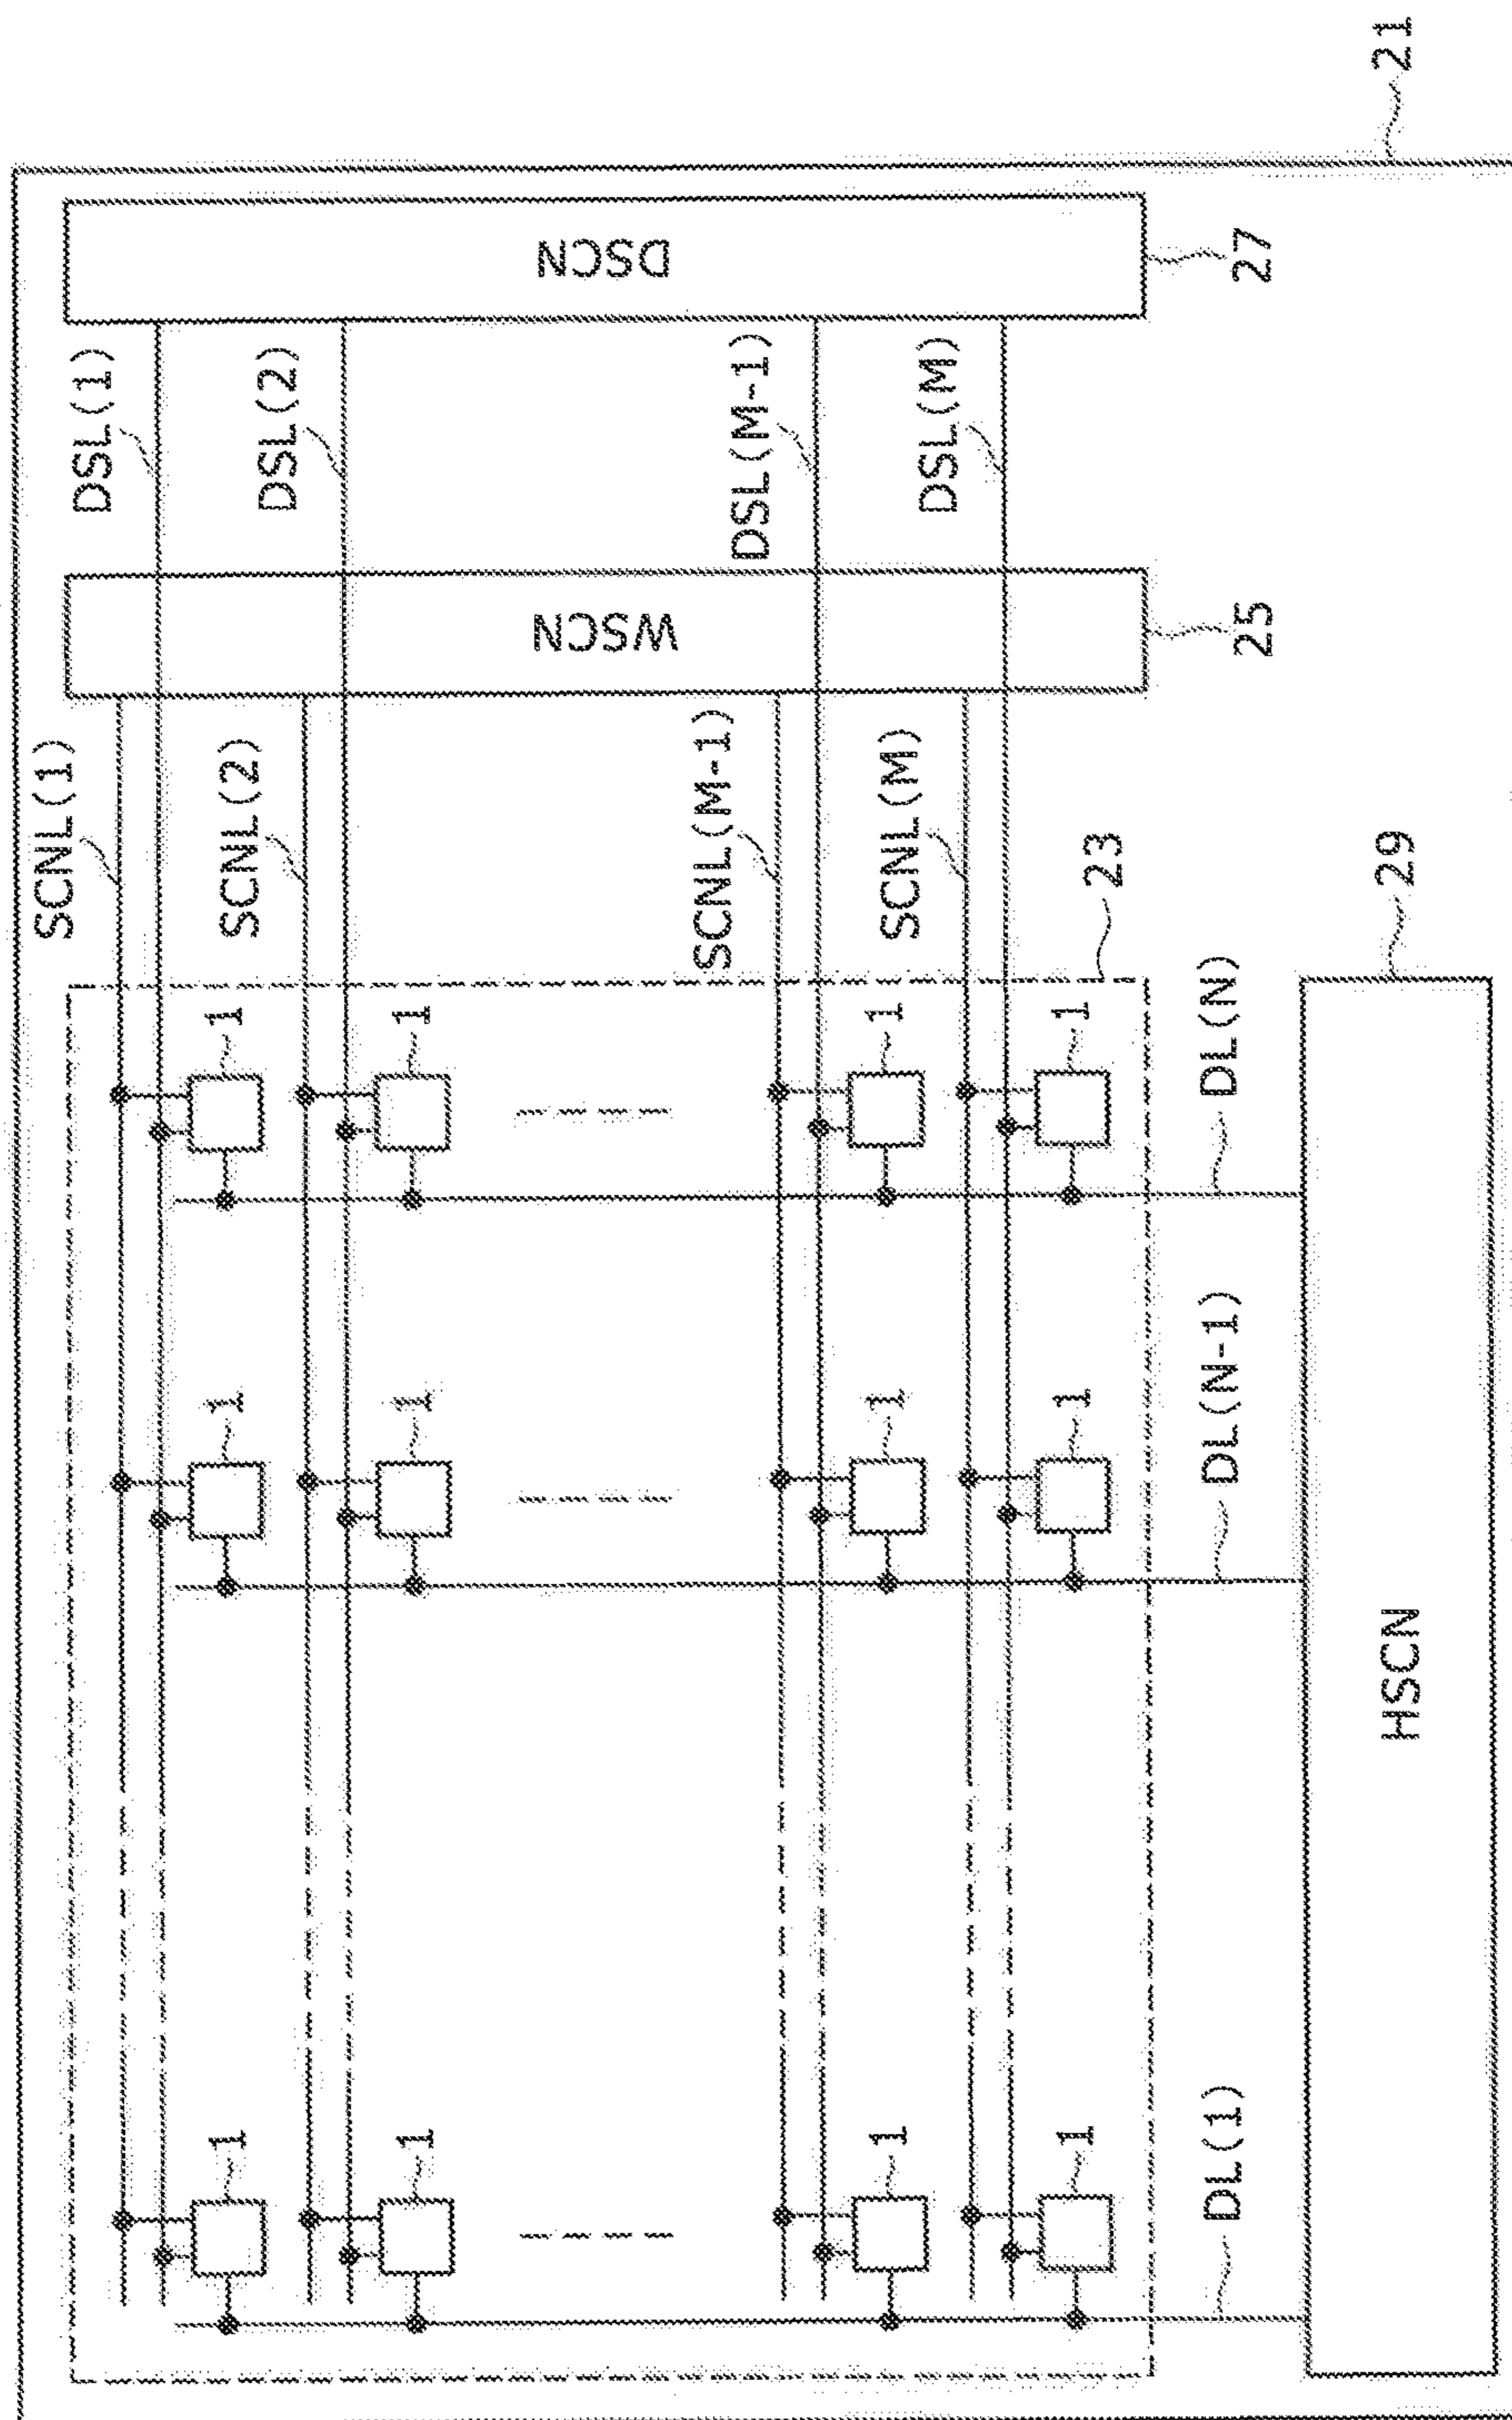 21
DSCN
27
DSL(1)
DSL(2)
DSL(M-1)
DSL(M)
WSCN
25
SCNL(1)
SCNL(2)
SCNL(M-1)
SCNL(M)
23
29
1
1
1
1
DL(N)
1
1
1
1
DL(N-1)
HSCN
1
1
1
1
DL(1)